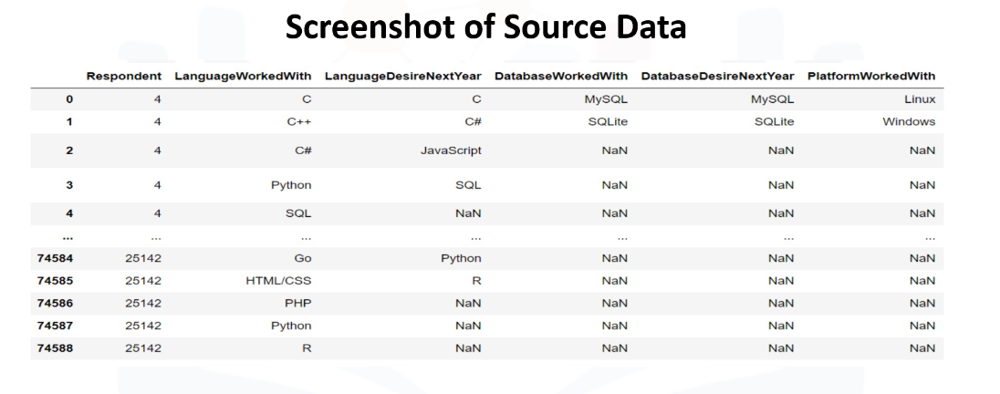 Screenshot of Source Data
Respondent LanguageWorkedWith LanguageDesireNextYear DatabaseWorkedWith DatabaseDesireNextYear PlatformWorkedWith
0 4 C C MySQL MySQL Linux
1 4 C++ C# SQLite SQLite Windows
2 4 C# JavaScript NaN NaN NaN
3 4 Python SQL NaN NaN NaN
4 4 SQL NaN NaN NaN NaN
... ... ... ... ... ... ...
74584 25142 Go Python NaN NaN NaN
74585 25142 HTML/CSS R NaN NaN NaN
74586 25142 PHP NaN NaN NaN NaN
74587 25142 Python NaN NaN NaN NaN
74588 25142 R NaN NaN NaN NaN